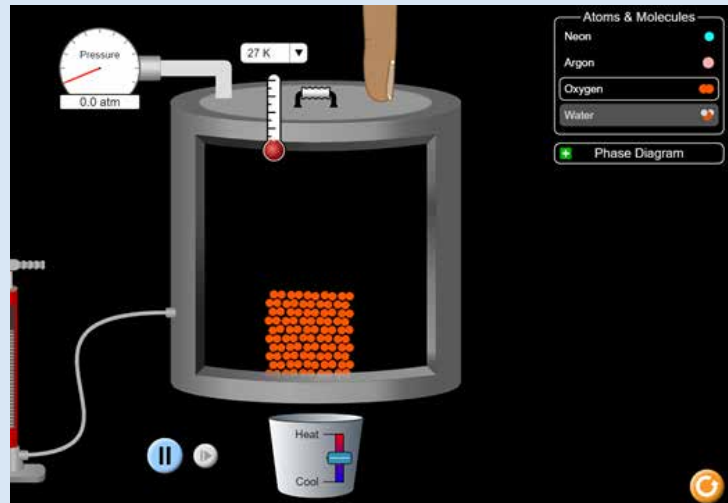 Pressure
0.0 atm
27 K
Atoms & Molecules
Neon
Argon
Oxygen
Water
Phase Diagram
Heat
Cool